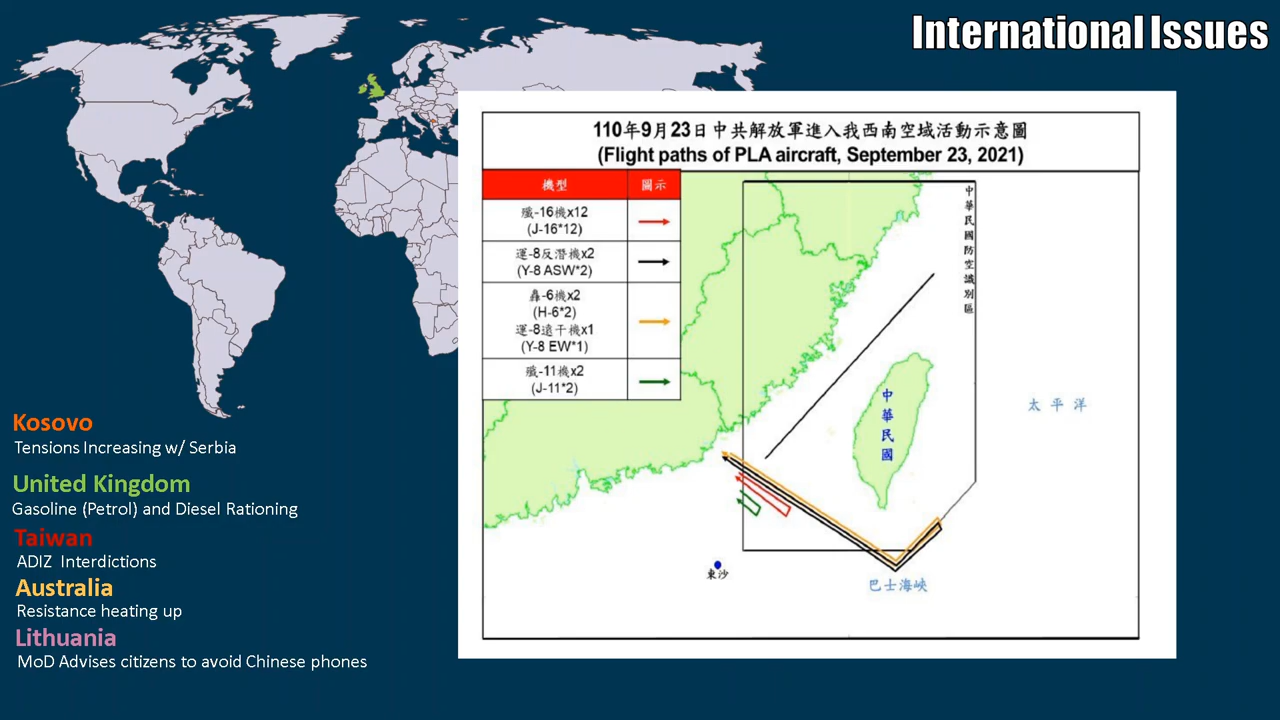 International Issues
110年9月23日中共解放軍進入我西南空域活動示意圖
(Flight paths of PLA aircraft, September 23, 2021)
機型
圖示
殲-16機x12
(J-16*12)
運-8反潛機x2
(Y-8 ASW*2)
轟-6機x2
(H-6*2)
運-8遠干機x1
(Y-8 EW*1)
殲-11機x2
(J-11*2)
中華民國防空識別區
中華民國
太平洋
東沙
巴士海峽
Kosovo
Tensions Increasing w/ Serbia
United Kingdom
Gasoline (Petrol) and Diesel Rationing
Taiwan
ADIZ Interdictions
Australia
Resistance heating up
Lithuania
MoD Advises citizens to avoid Chinese phones